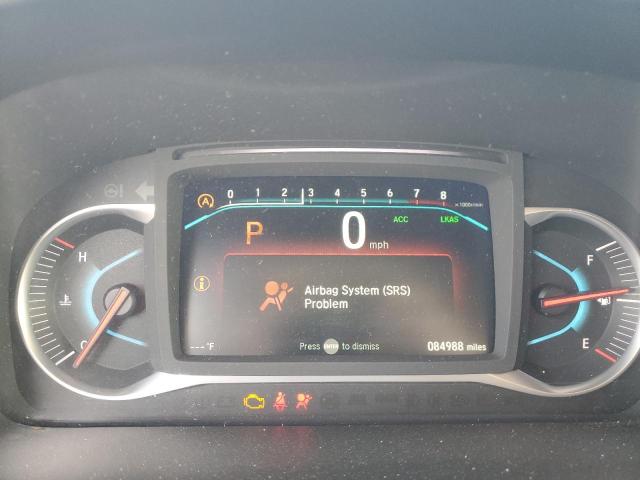 0 1 2 3 4 5 6 7 8
x1000r/min
P 0 mph ACC LKAS
H
F
Airbag System (SRS)
Problem
C
E
---°F Press ENTER to dismiss 084988 miles